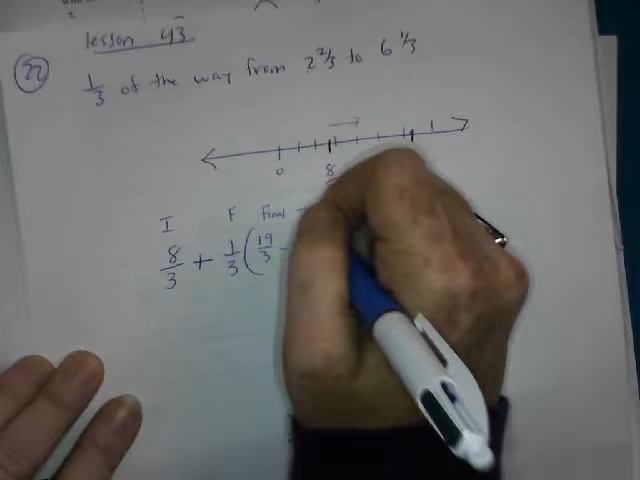 lesson 43
22
1/3 of the way from 2 2/3 to 6 1/3
0 8
I F final
8/3 + 1/3 ( 19/3 -